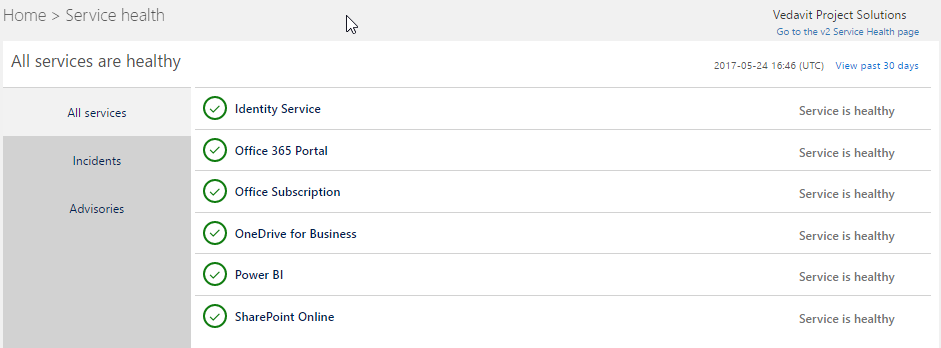 Home > Service health
Vedavit Project Solutions
Go to the v2 Service Health page
All services are healthy
2017-05-24 16:46 (UTC) View past 30 days
All services
Incidents
Advisories
Identity Service Service is healthy
Office 365 Portal Service is healthy
Office Subscription Service is healthy
OneDrive for Business Service is healthy
Power BI Service is healthy
SharePoint Online Service is healthy